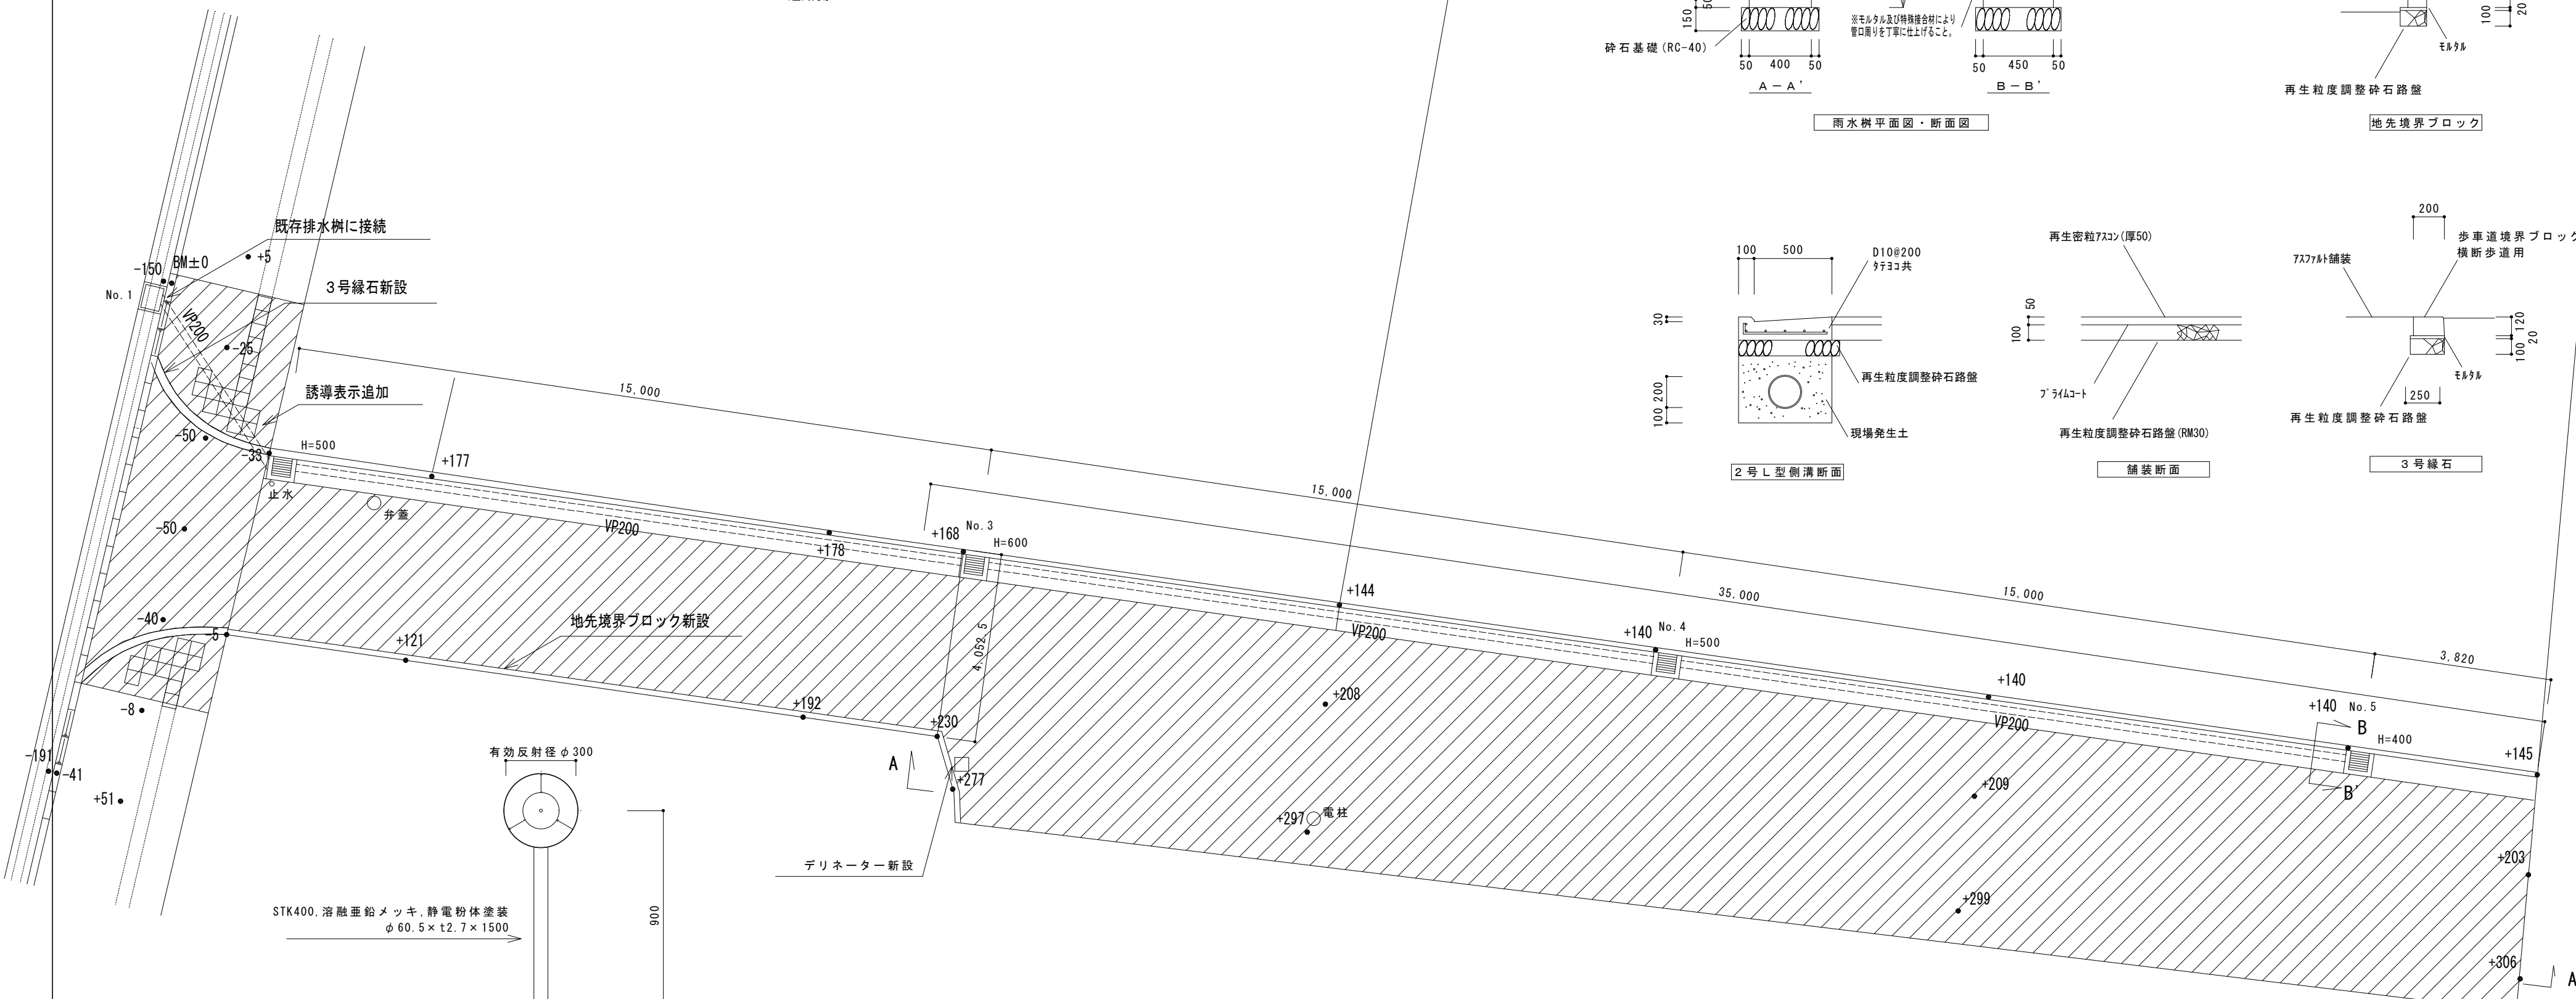 150
50
砕石基礎(RC-40)
50 400 50
A－A'
※モルタル及び特殊接合材により
管口周りを丁寧に仕上げること。
50 450 50
B－B'
雨水桝平面図・断面図
100
20
モルタル
再生粒度調整砕石路盤
地先境界ブロック
既存排水桝に接続
-150
BM±0
+5
No.1
3号縁石新設
VP200
-25
誘導表示追加
-50
-33
H=500
止水
弁蓋
-50
-40
-5
-8
-191
-41
+51
15,000
+177
VP200
+178
+168
No.3
H=600
地先境界ブロック新設
+121
+192
4,052.5
+230
A
+277
デリネーター新設
15,000
35,000
15,000
3,820
+144
VP200
+140
No.4
H=500
+208
+140
VP200
+140
No.5
B
H=400
B'
+145
+209
+297
電柱
+299
+203
+306
A
有効反射径φ300
900
STK400,溶融亜鉛メッキ,静電粉体塗装
φ60.5×t2.7×1500
100 500
D10@200
タテヨコ共
30
200
100
再生粒度調整砕石路盤
現場発生土
2号L型側溝断面
再生密粒アスコン(厚50)
50
100
プライムコート
再生粒度調整砕石路盤(RM30)
舗装断面
200
歩車道境界ブロック
横断歩道用
アスファルト舗装
120
20
100
モルタル
250
再生粒度調整砕石路盤
3号縁石